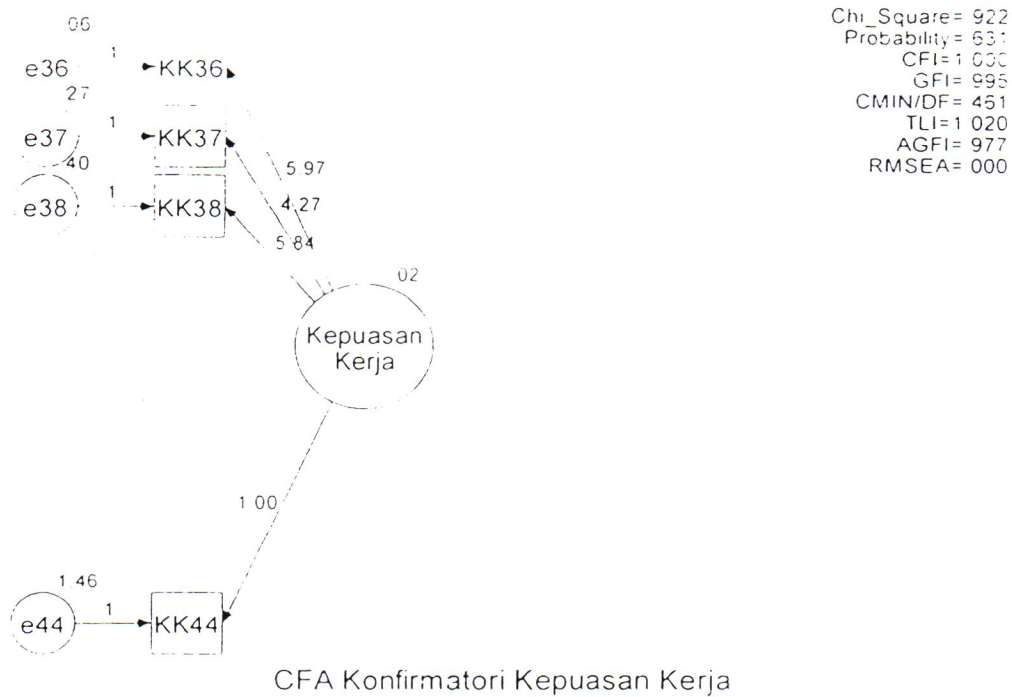 Chi_Square= 922
Probability= 631
CFI=1 000
GFI= 995
CMIN/DF= 461
TLI=1 020
AGFI= 977
RMSEA= 000
06
e36 1 KK36
27
e37 1 KK37
40
e38 1 KK38
5.97
4.27
5 84
02
Kepuasan
Kerja
1 00
1 46
e44 1 KK44
CFA Konfirmatori Kepuasan Kerja